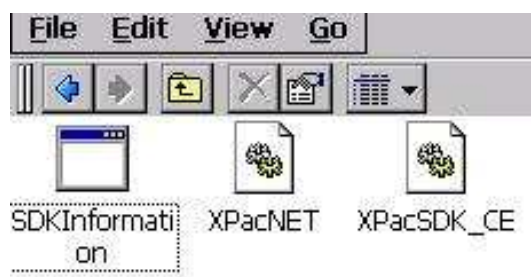 File Edit View Go
SDKInformati
on
XPacNET
XPacSDK_CE